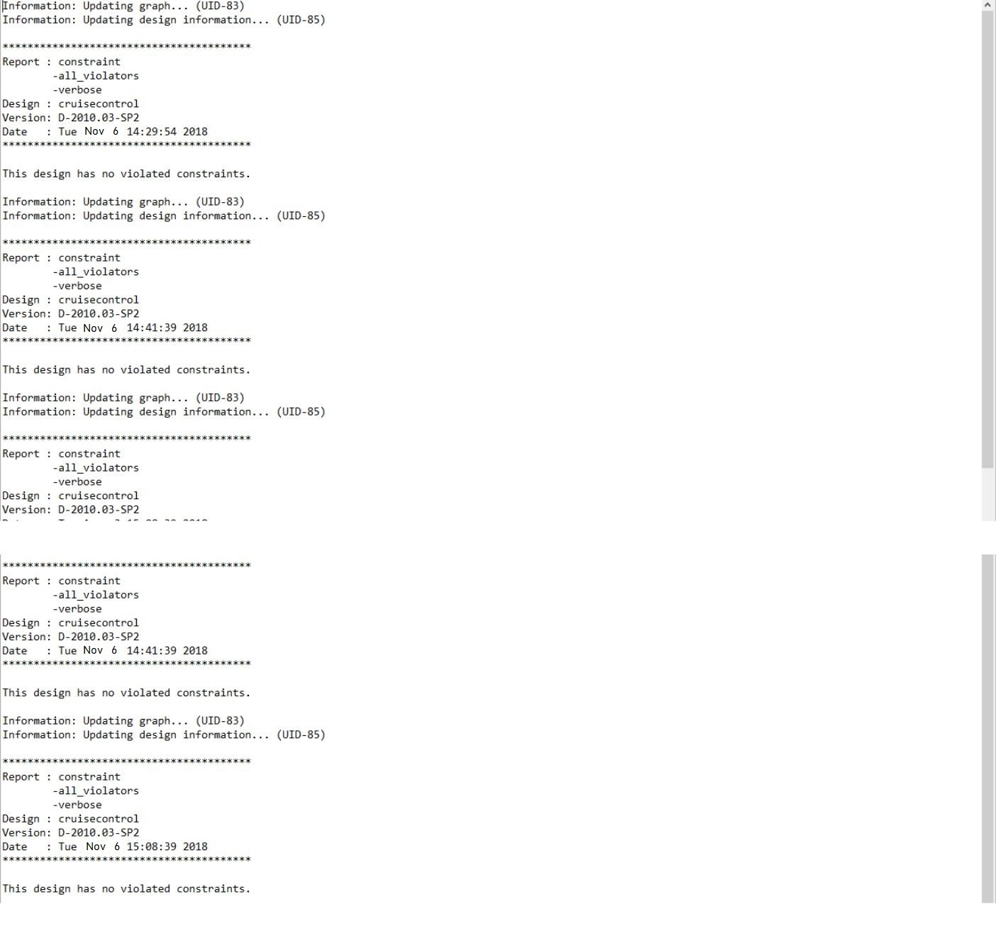 Information: Updating graph... (UID-83)
Information: Updating design information... (UID-85)
****************************************
Report : constraint
-all_violators
-verbose
Design : cruisecontrol
Version: D-2010.03-SP2
Date   : Tue Nov 6 14:29:54 2018
****************************************
This design has no violated constraints.
Information: Updating graph... (UID-83)
Information: Updating design information... (UID-85)
****************************************
Report : constraint
-all_violators
-verbose
Design : cruisecontrol
Version: D-2010.03-SP2
Date   : Tue Nov 6 14:41:39 2018
****************************************
This design has no violated constraints.
Information: Updating graph... (UID-83)
Information: Updating design information... (UID-85)
****************************************
Report : constraint
-all_violators
-verbose
Design : cruisecontrol
Version: D-2010.03-SP2
****************************************
Report : constraint
-all_violators
-verbose
Design : cruisecontrol
Version: D-2010.03-SP2
Date   : Tue Nov 6 14:41:39 2018
****************************************
This design has no violated constraints.
Information: Updating graph... (UID-83)
Information: Updating design information... (UID-85)
****************************************
Report : constraint
-all_violators
-verbose
Design : cruisecontrol
Version: D-2010.03-SP2
Date   : Tue Nov 6 15:08:39 2018
****************************************
This design has no violated constraints.